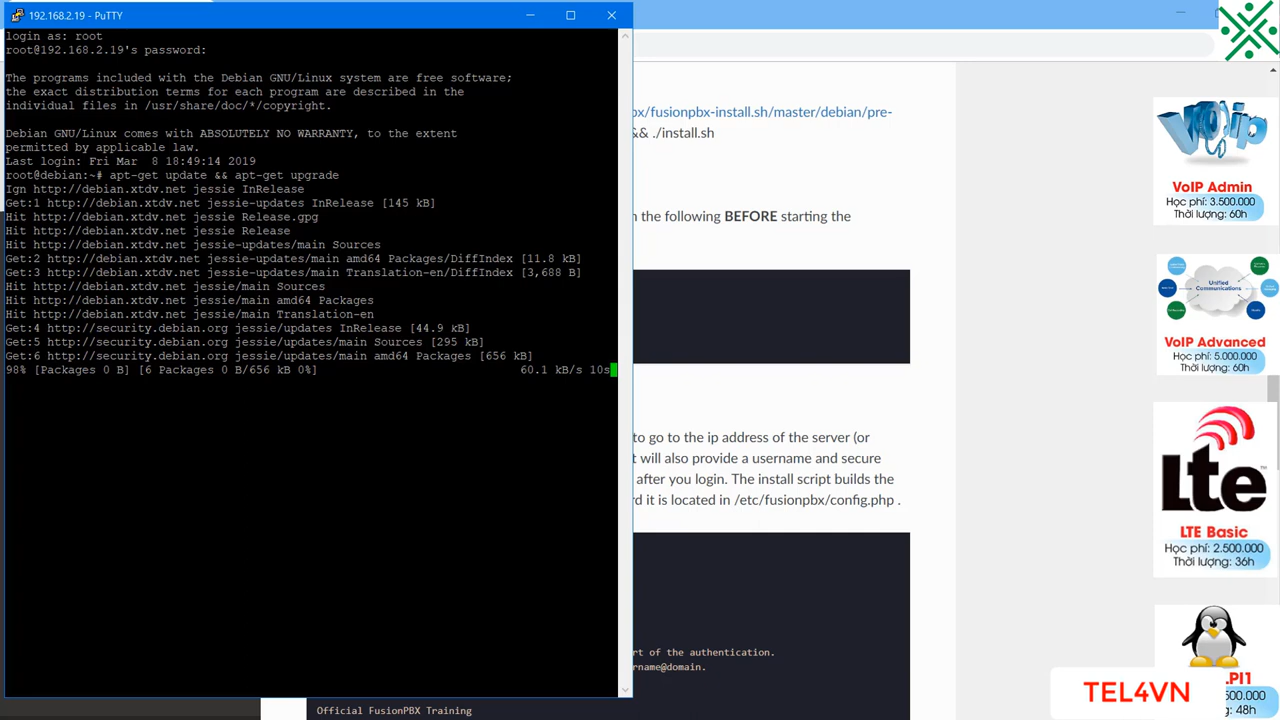 192.168.2.19 - PuTTY
login as: root
root@192.168.2.19's password:
The programs included with the Debian GNU/Linux system are free software;
the exact distribution terms for each program are described in the
individual files in /usr/share/doc/*/copyright.
Debian GNU/Linux comes with ABSOLUTELY NO WARRANTY, to the extent
permitted by applicable law.
Last login: Fri Mar  8 18:49:14 2019
root@debian:~# apt-get update && apt-get upgrade
Ign http://debian.xtdv.net jessie InRelease
Get:1 http://debian.xtdv.net jessie-updates InRelease [145 kB]
Hit http://debian.xtdv.net jessie Release.gpg
Hit http://debian.xtdv.net jessie Release
Hit http://debian.xtdv.net jessie-updates/main Sources
Get:2 http://debian.xtdv.net jessie-updates/main amd64 Packages/DiffIndex [11.8 kB]
Get:3 http://debian.xtdv.net jessie-updates/main Translation-en/DiffIndex [3,688 B]
Hit http://debian.xtdv.net jessie/main Sources
Hit http://debian.xtdv.net jessie/main amd64 Packages
Hit http://debian.xtdv.net jessie/main Translation-en
Get:4 http://security.debian.org jessie/updates InRelease [44.9 kB]
Get:5 http://security.debian.org jessie/updates/main Sources [295 kB]
Get:6 http://security.debian.org jessie/updates/main amd64 Packages [656 kB]
98% [Packages 0 B] [6 Packages 0 B/656 kB 0%] 60.1 kB/s 10s
x/fusionpbx-install.sh/master/debian/pre-
&& ./install.sh
the following BEFORE starting the
to go to the ip address of the server (or
t will also provide a username and secure
after you login. The install script builds the
d it is located in /etc/fusionpbx/config.php .
rt of the authentication.
rname@domain.
Official FusionPBX Training
VoIP
VoIP Admin
Học phí: 3.500.000
Thời lượng: 60h
Unified
Communications
VoIP Advanced
Học phí: 5.000.000
Thời lượng: 60h
Lte
LTE Basic
Học phí: 2.500.000
Thời lượng: 36h
.PI1
500.000
: 48h
TEL4VN